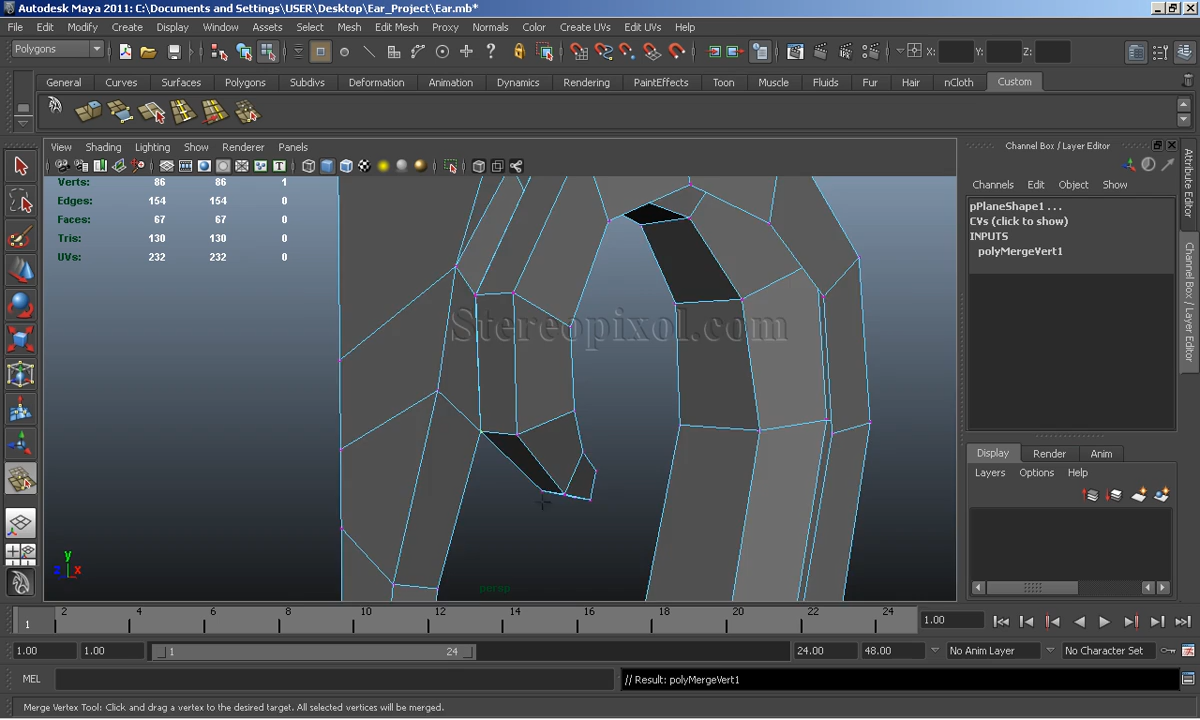 Autodesk Maya 2011: C:\Documents and Settings\USER\Desktop\Ear_Project\Ear.mb*
File Edit Modify Create Display Window Assets Select Mesh Edit Mesh Proxy Normals Color Create UVs Edit UVs Help
Polygons X: Y: Z:
General Curves Surfaces Polygons Subdivs Deformation Animation Dynamics Rendering PaintEffects Toon Muscle Fluids Fur Hair nCloth Custom
View Shading Lighting Show Renderer Panels
Channel Box / Layer Editor
Verts: 86 86 1
Edges: 154 154 0
Faces: 67 67 0
Tris: 130 130 0
UVs: 232 232 0
Channels Edit Object Show
pPlaneShape1 ...
CVs (click to show)
INPUTS
polyMergeVert1
Attribute Editor
Channel Box / Layer Editor
Stereopixol.com
Display Render Anim
Layers Options Help
y
z x
persp
1 2 4 6 8 10 12 14 16 18 20 22 24 1.00
1.00 1.00 1 24 24.00 48.00 No Anim Layer No Character Set
MEL // Result: polyMergeVert1
Merge Vertex Tool: Click and drag a vertex to the desired target. All selected vertices will be merged.